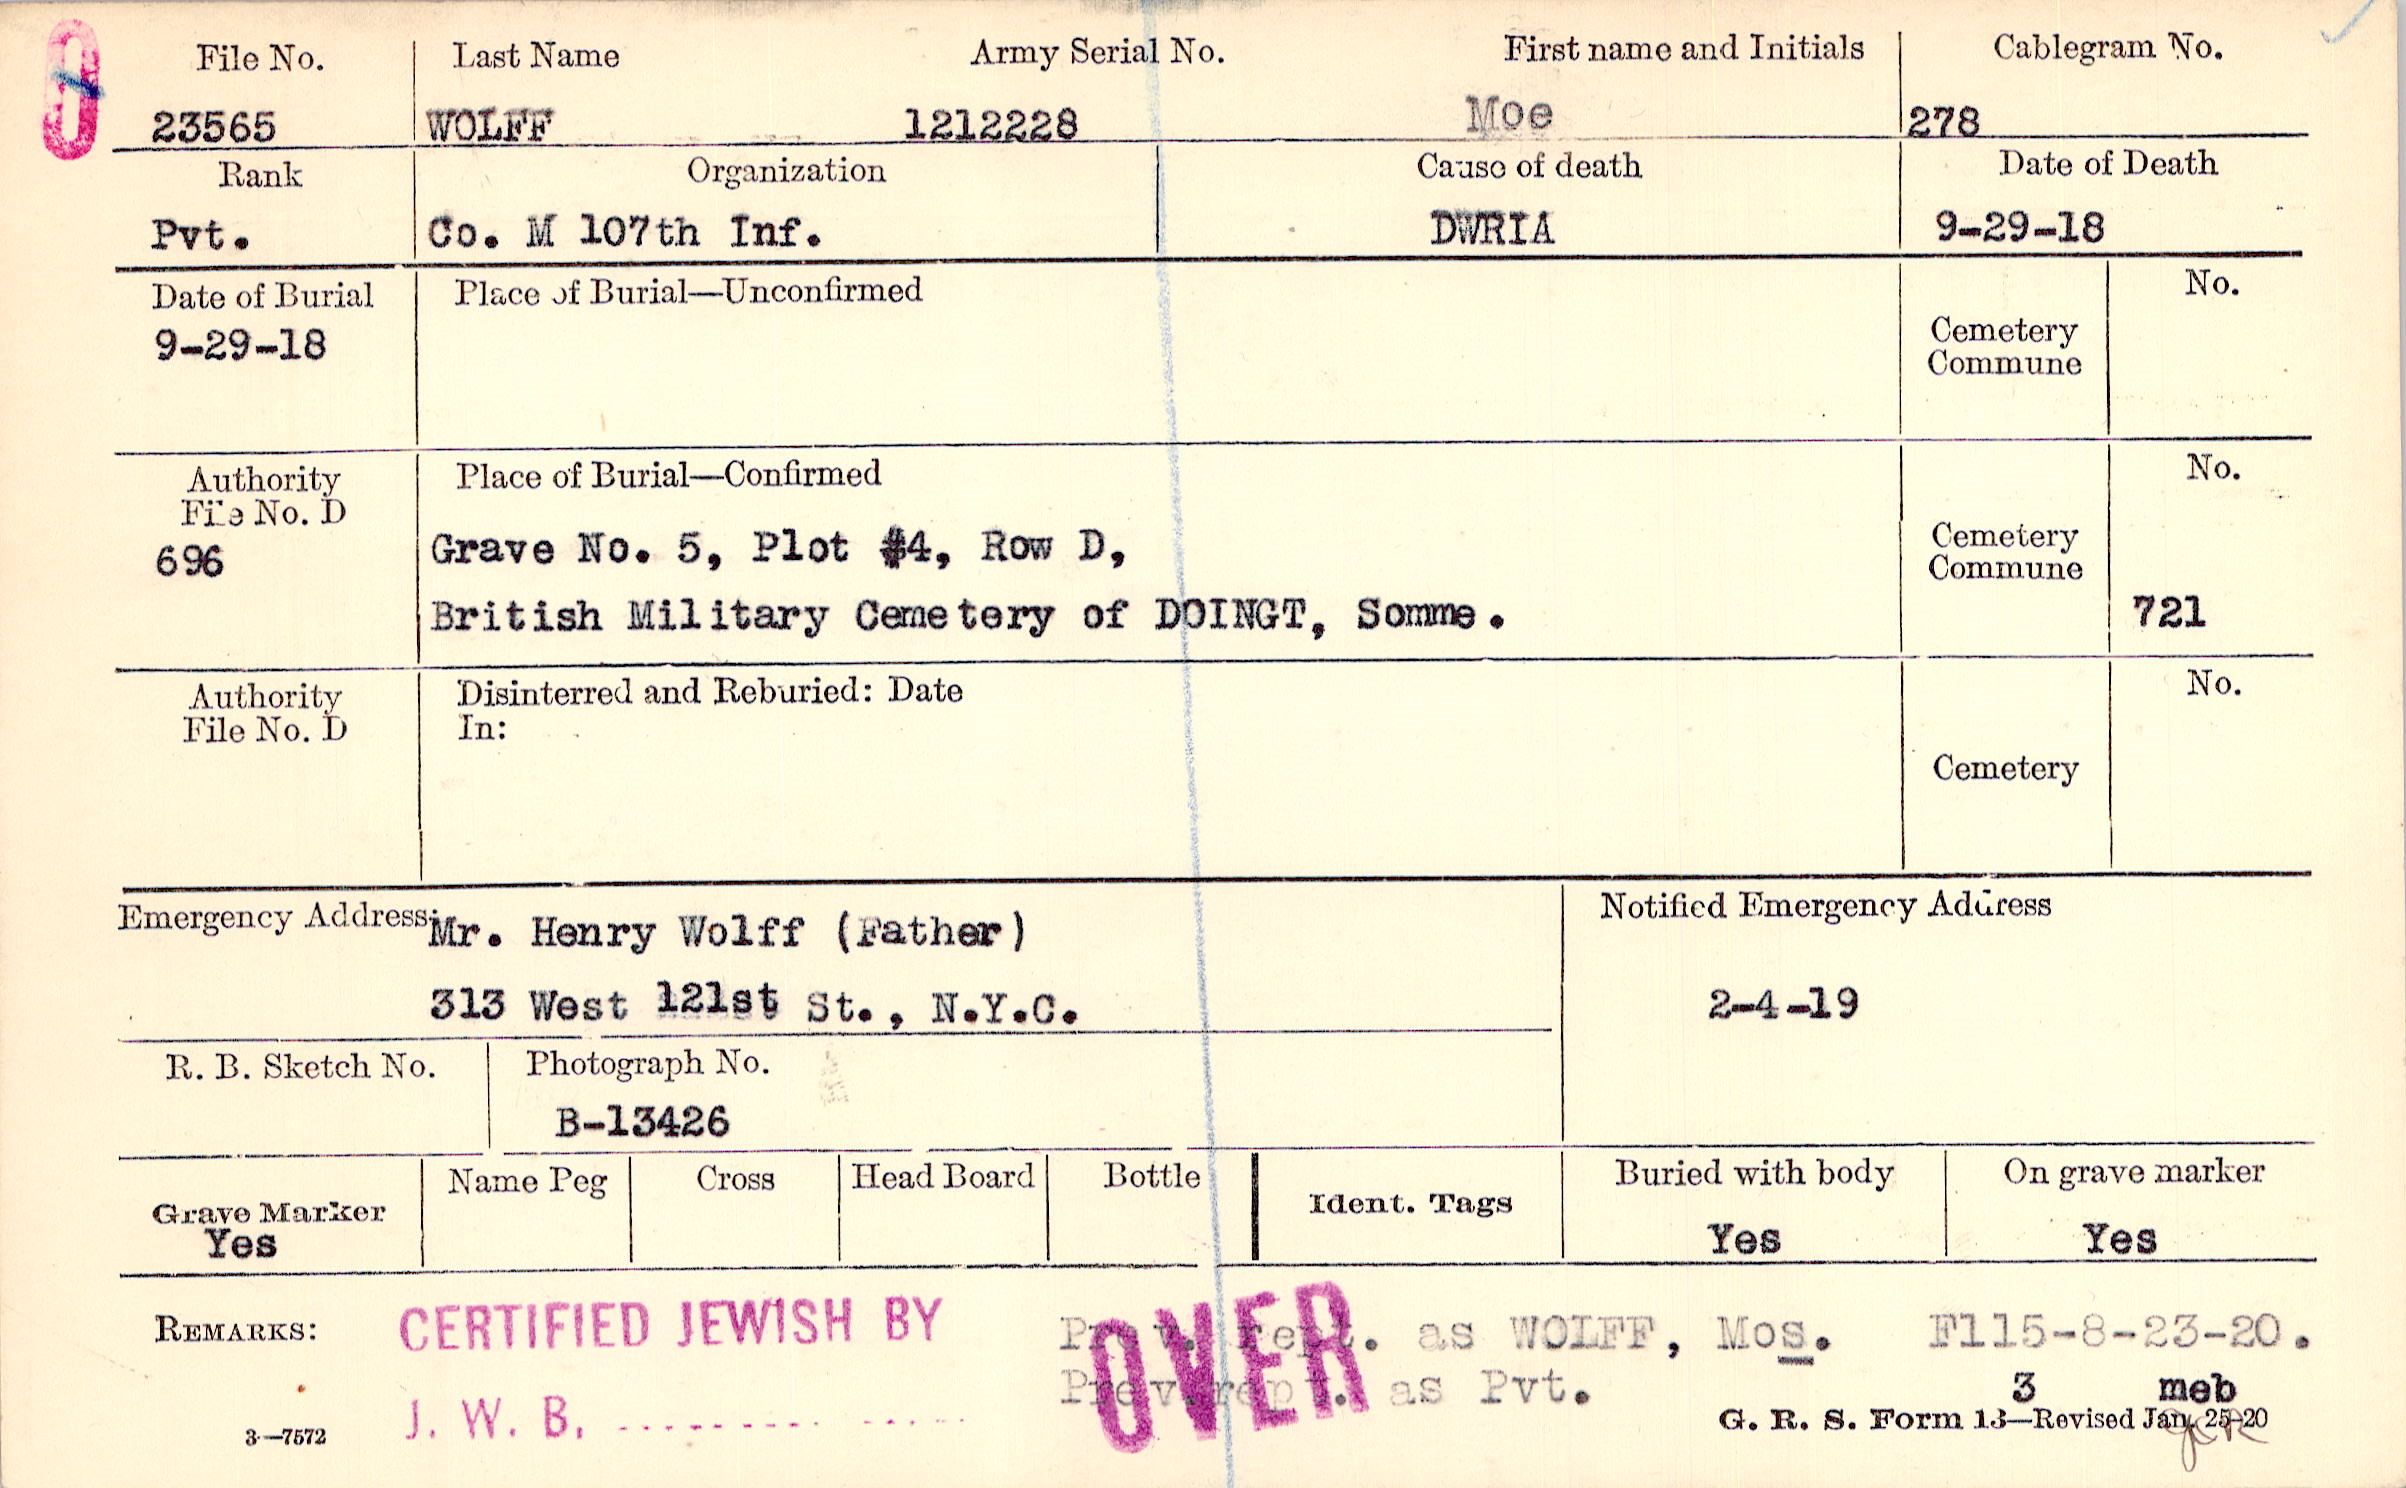 File No. Last Name Army Serial No. First name and Initials Cablegram No.
23565 WOLFF 1212228 Moe 278
Rank Organization Cause of death Date of Death
Pvt. Co. M 107th Inf. DWRIA 9-29-18
Date of Burial Place of Burial—Unconfirmed No.
9-29-18
Cemetery
Commune
Authority Place of Burial—Confirmed No.
File No. D
696
Grave No. 5, Plot #4, Row D,
Cemetery
Commune
British Military Cemetery of DOINGT, Somme. 721
Authority Disinterred and Reburied: Date No.
File No. D In:
Cemetery
Emergency Address: Mr. Henry Wolff (Father) Notified Emergency Address
313 West 121st St., N.Y.C. 2-4-19
R. B. Sketch No. Photograph No.
B-13426
Name Peg Cross Head Board Bottle Buried with body On grave marker
Grave Marker Ident. Tags
Yes Yes Yes
REMARKS: CERTIFIED JEWISH BY Prev. rept. as WOLFF, Mos. F115-8-23-20.
OVER
Prev. rept. as Pvt. 3 meb
J. W. B.
3—7572 G. R. S. Form 13—Revised Jan. 25-20